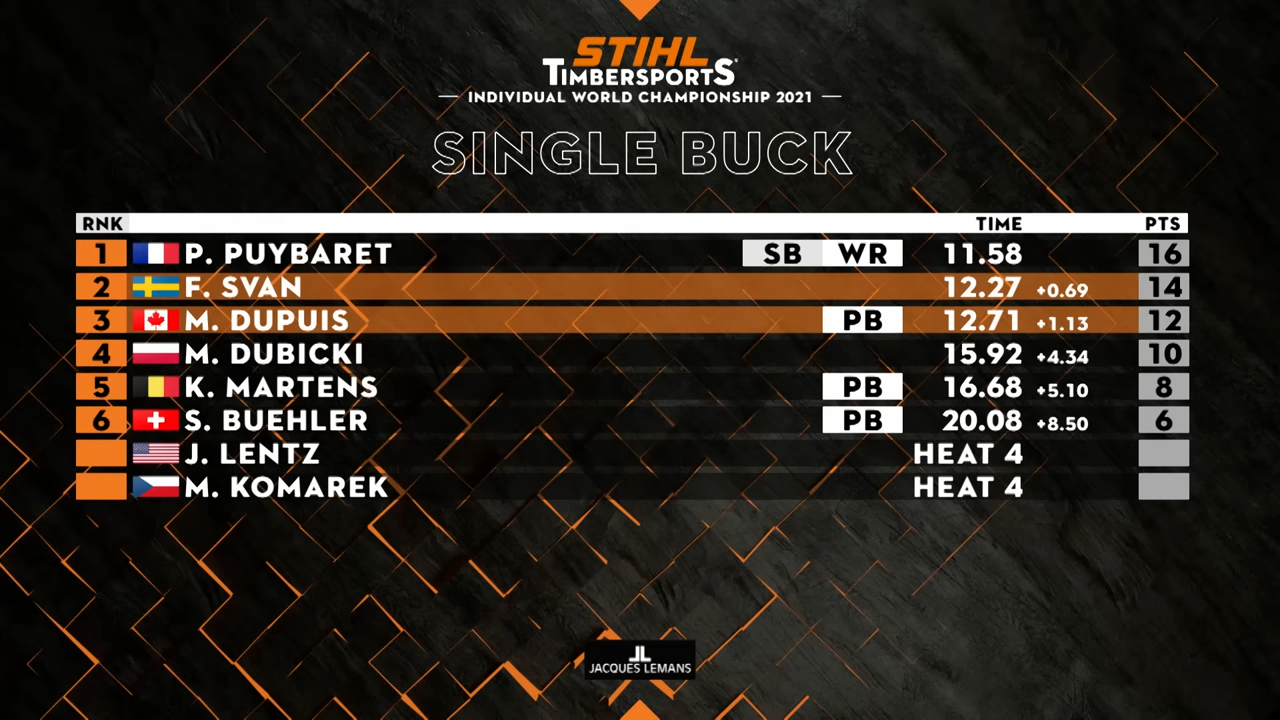 STIHL
TIMBERSPORTS
INDIVIDUAL WORLD CHAMPIONSHIP 2021
SINGLE BUCK
RNK TIME PTS
1 P. PUYBARET SB WR 11.58 16
2 F. SVAN 12.27 +0.69 14
3 M. DUPUIS PB 12.71 +1.13 12
4 M. DUBICKI 15.92 +4.34 10
5 K. MARTENS PB 16.68 +5.10 8
6 S. BUEHLER PB 20.08 +8.50 6
J. LENTZ HEAT 4
M. KOMAREK HEAT 4
JL
JACQUES LEMANS